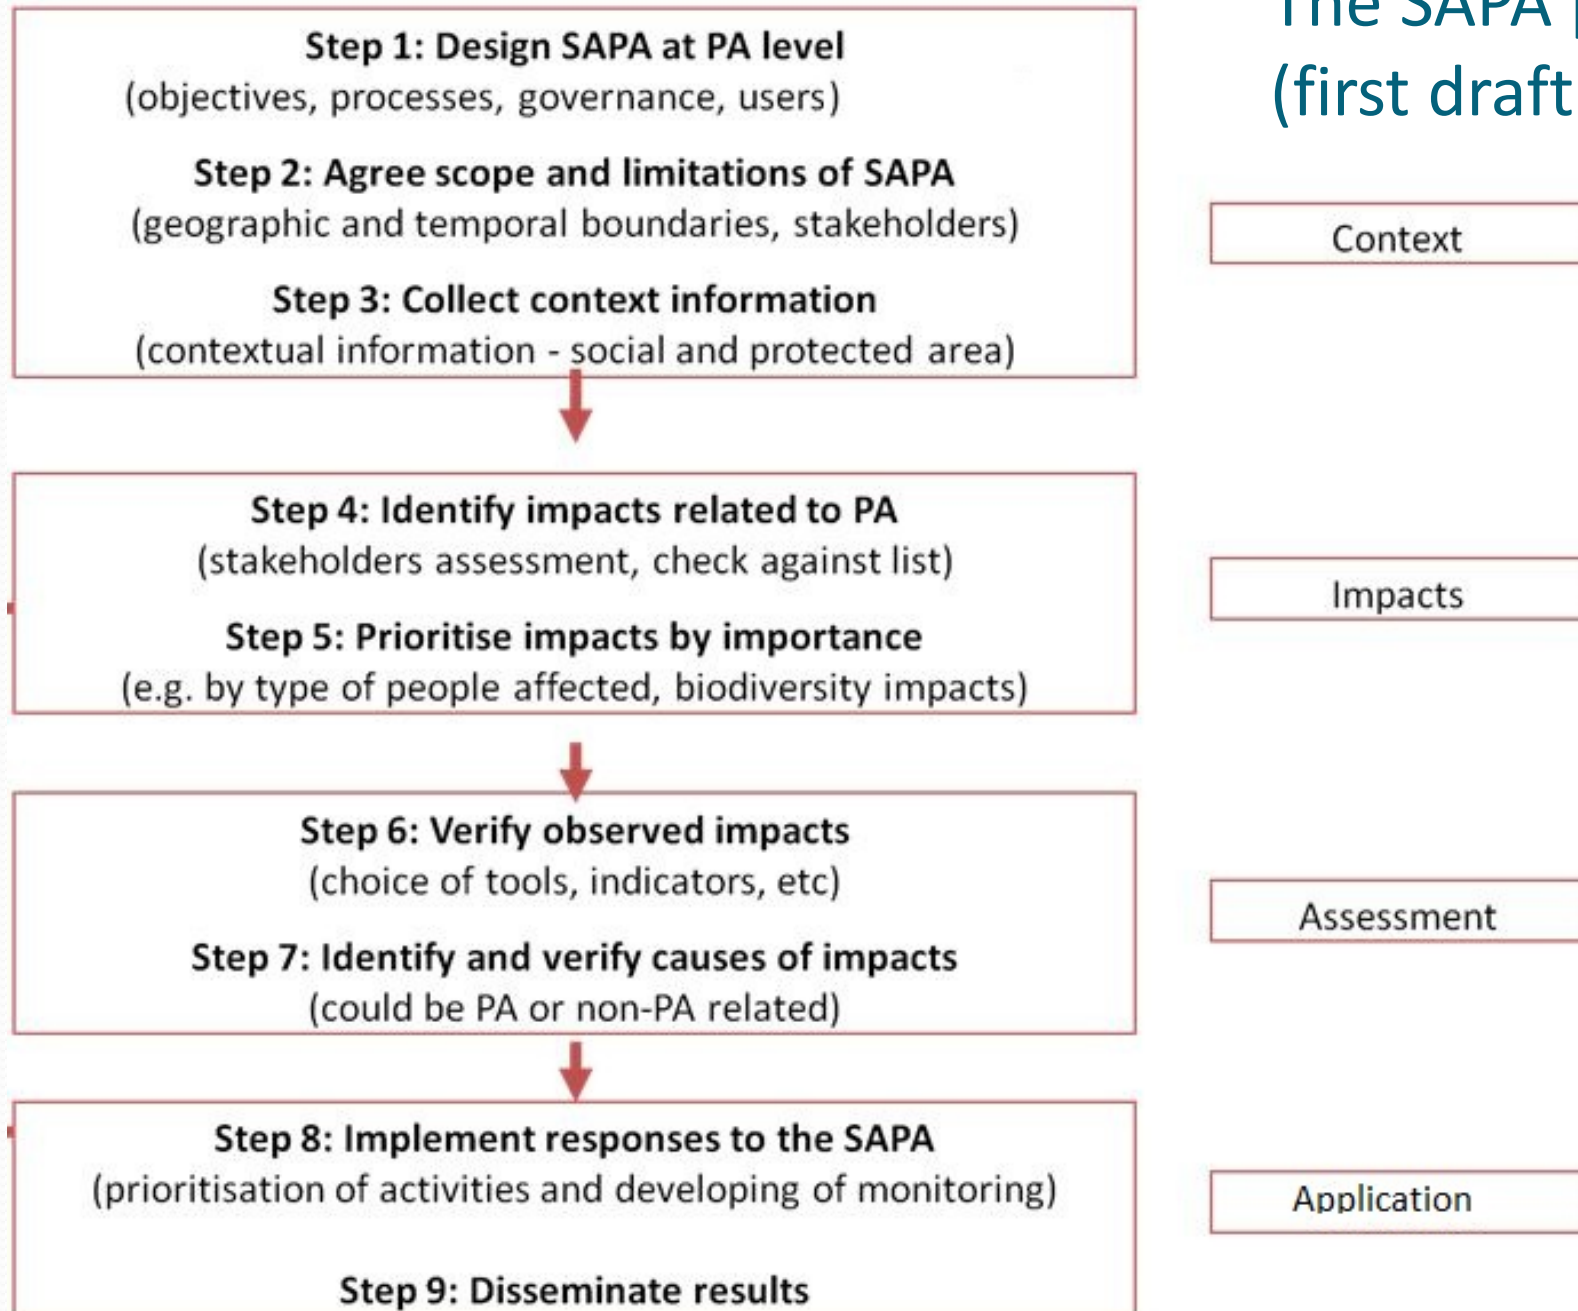 The SAPA p
(first draft
Step 1: Design SAPA at PA level
(objectives, processes, governance, users)
Step 2: Agree scope and limitations of SAPA
(geographic and temporal boundaries, stakeholders)
Step 3: Collect context information
(contextual information - social and protected area)
Context
Step 4: Identify impacts related to PA
(stakeholders assessment, check against list)
Step 5: Prioritise impacts by importance
(e.g. by type of people affected, biodiversity impacts)
Impacts
Step 6: Verify observed impacts
(choice of tools, indicators, etc)
Step 7: Identify and verify causes of impacts
(could be PA or non-PA related)
Assessment
Step 8: Implement responses to the SAPA
(prioritisation of activities and developing of monitoring)
Step 9: Disseminate results
Application